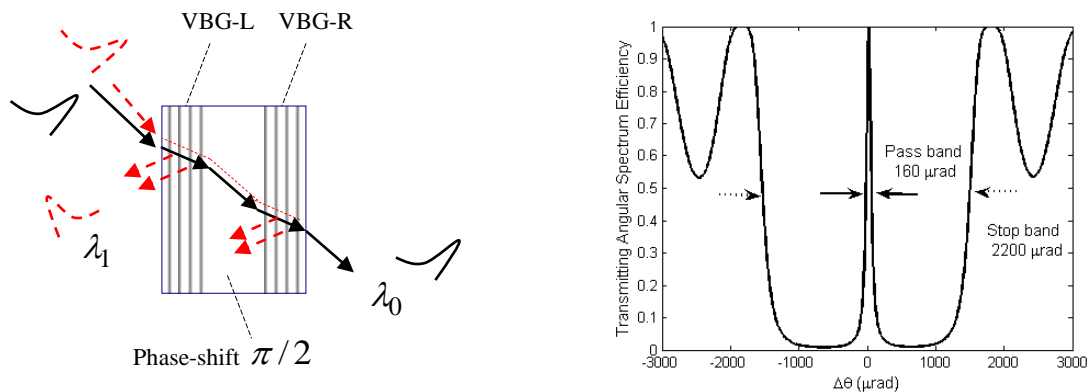 VBG-L VBG-R
λ1
λ0
Phase-shift π/2
Transmitting Angular Spectrum Efficiency
1
0.9
0.8
0.7
0.6
0.5
0.4
0.3
0.2
0.1
0
-3000 -2000 -1000 0 1000 2000 3000
Δθ (μrad)
Pass band
160 μrad
Stop band
2200 μrad